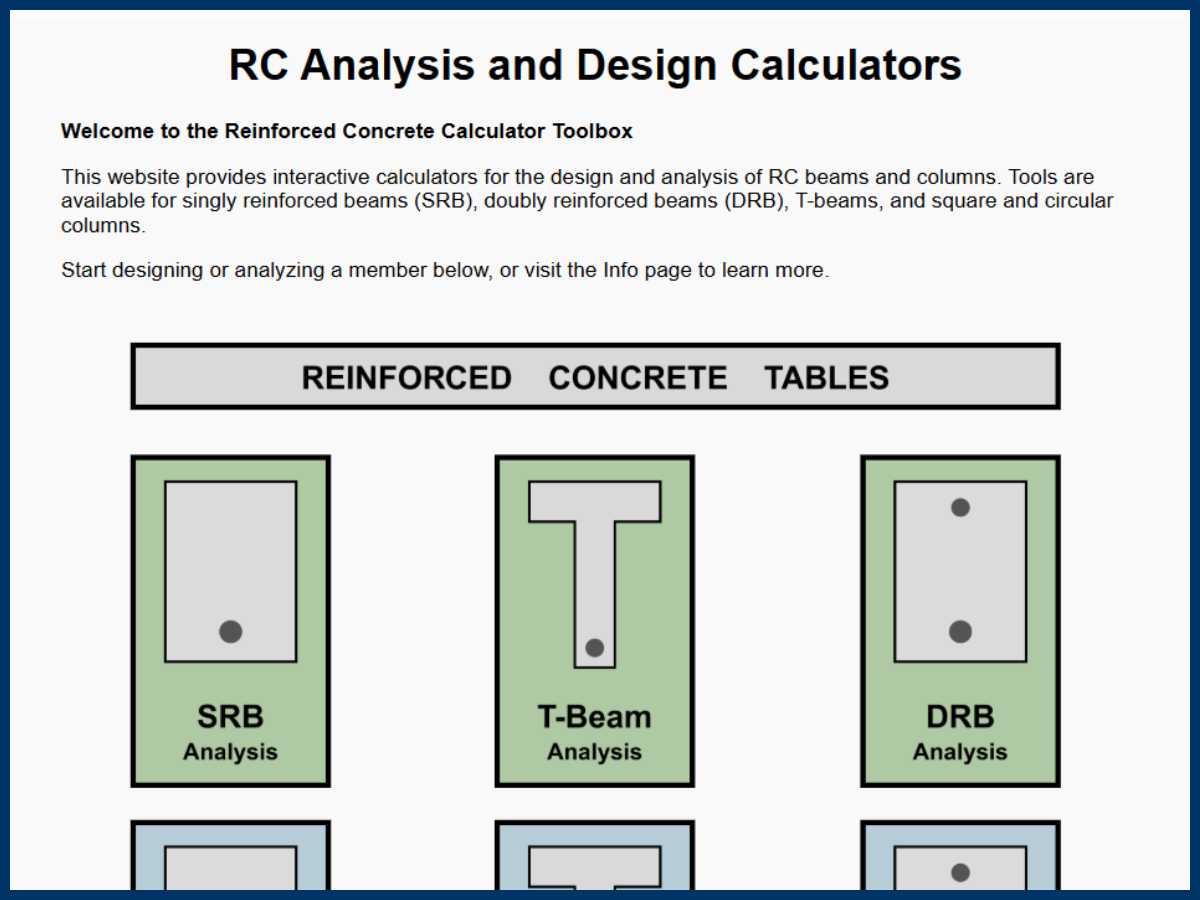 RC Analysis and Design Calculators
Welcome to the Reinforced Concrete Calculator Toolbox
This website provides interactive calculators for the design and analysis of RC beams and columns. Tools are
available for singly reinforced beams (SRB), doubly reinforced beams (DRB), T-beams, and square and circular
columns.
Start designing or analyzing a member below, or visit the Info page to learn more.
REINFORCED CONCRETE TABLES
SRB
Analysis
T-Beam
Analysis
DRB
Analysis